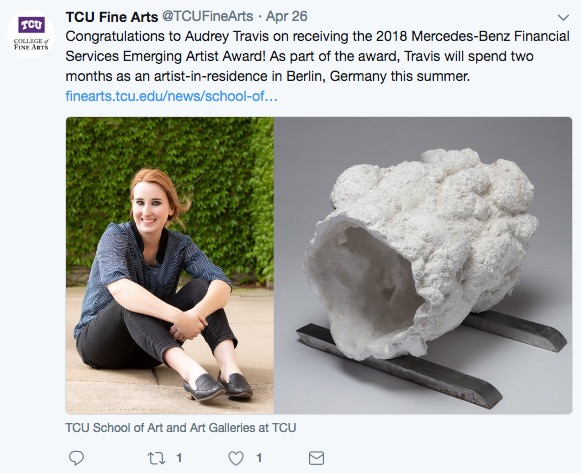 TCU
COLLEGE of
FINE ARTS
TCU Fine Arts @TCUFineArts · Apr 26
Congratulations to Audrey Travis on receiving the 2018 Mercedes-Benz Financial
Services Emerging Artist Award! As part of the award, Travis will spend two
months as an artist-in-residence in Berlin, Germany this summer.
finearts.tcu.edu/news/school-of…
TCU School of Art and Art Galleries at TCU
1 1